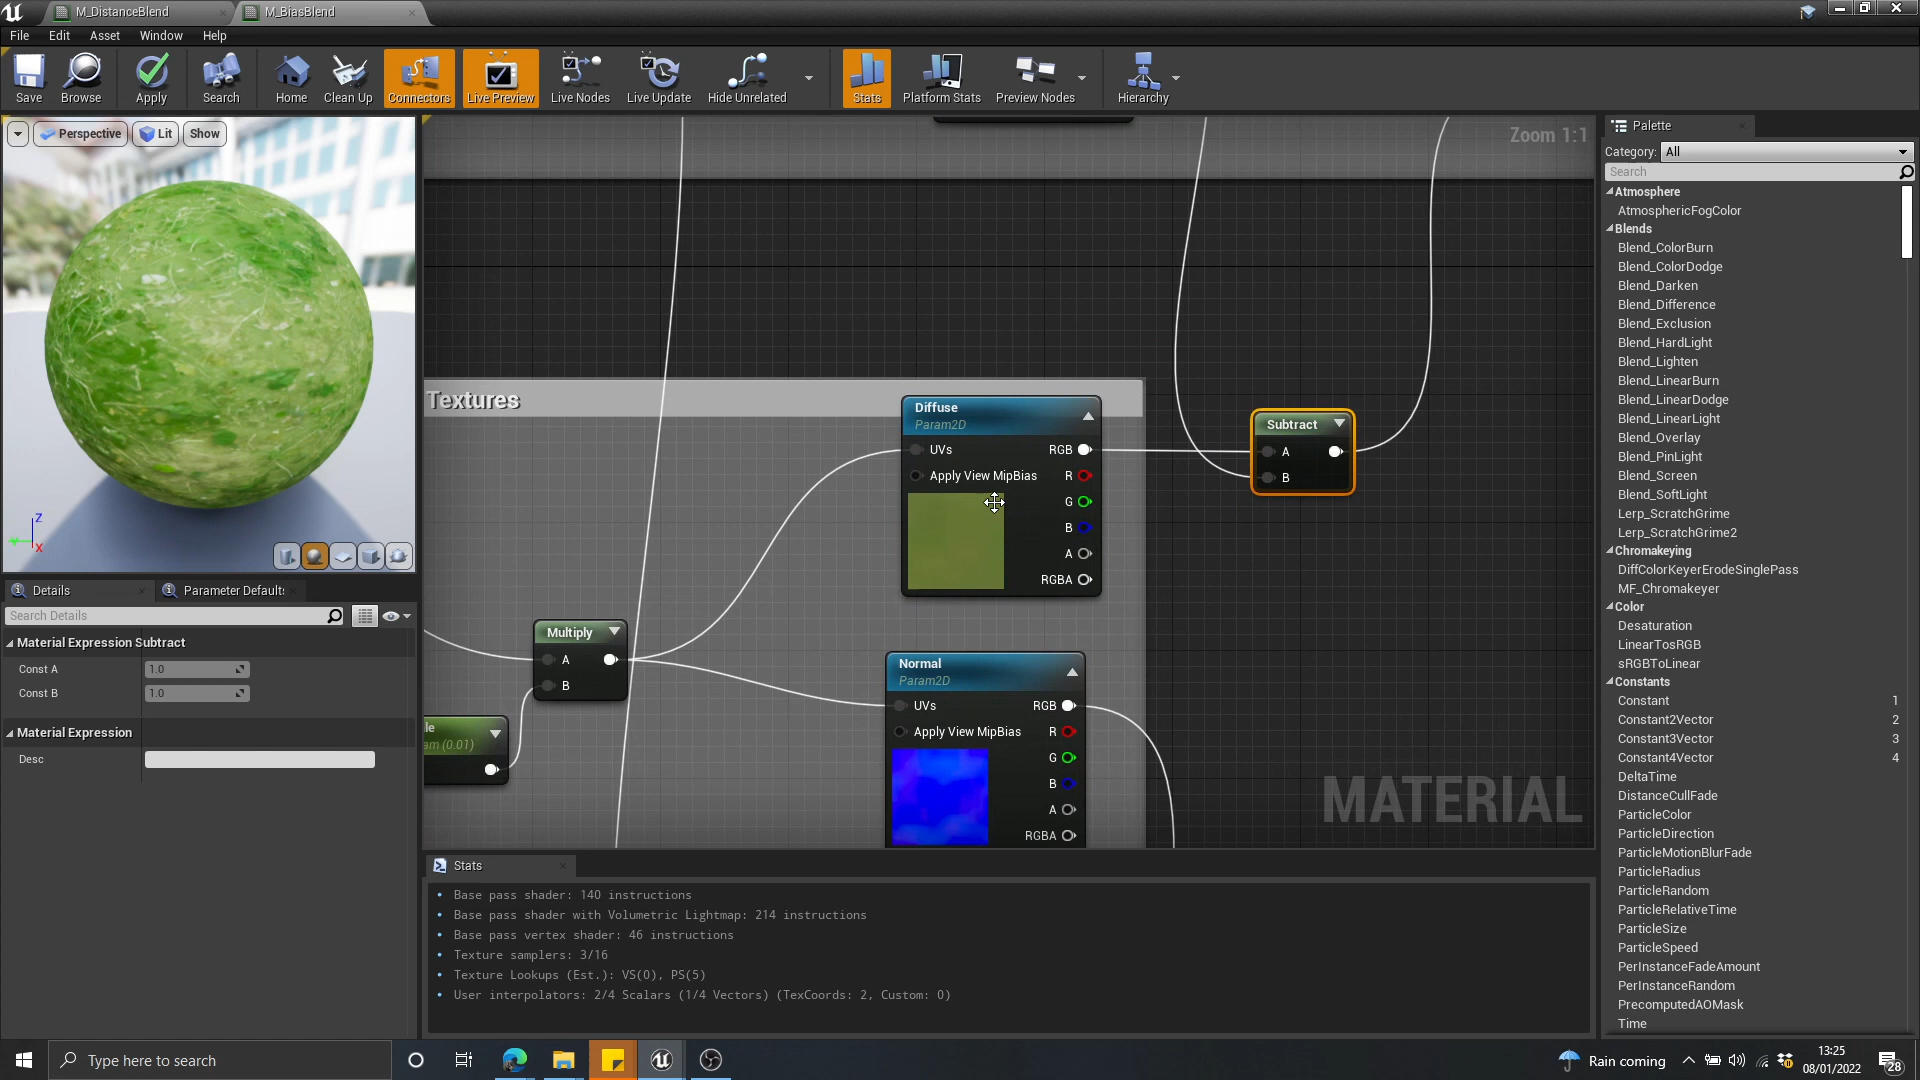 M_DistanceBlend
M_BiasBlend
File Edit Asset Window Help
Save Browse Apply Search Home Clean Up Connectors Live Preview Live Nodes Live Update Hide Unrelated Stats Platform Stats Preview Nodes Hierarchy
Perspective Lit Show
Zoom 1:1
Z
X
Textures
Diffuse
Param2D
UVs
RGB
Apply View MipBias
R
G
B
A
RGBA
Subtract
A
B
Multiply
A
B
le
am (0.01)
Normal
Param2D
UVs
RGB
Apply View MipBias
R
G
B
A
RGBA
MATERIAL
Details
Parameter Default
Search Details
Material Expression Subtract
Const A 1.0
Const B 1.0
Material Expression
Desc
Stats
• Base pass shader: 140 instructions
• Base pass shader with Volumetric Lightmap: 214 instructions
• Base pass vertex shader: 46 instructions
• Texture samplers: 3/16
• Texture Lookups (Est.): VS(0), PS(5)
• User interpolators: 2/4 Scalars (1/4 Vectors) (TexCoords: 2, Custom: 0)
Palette
Category: All
Search
Atmosphere
AtmosphericFogColor
Blends
Blend_ColorBurn
Blend_ColorDodge
Blend_Darken
Blend_Difference
Blend_Exclusion
Blend_HardLight
Blend_Lighten
Blend_LinearBurn
Blend_LinearDodge
Blend_LinearLight
Blend_Overlay
Blend_PinLight
Blend_Screen
Blend_SoftLight
Lerp_ScratchGrime
Lerp_ScratchGrime2
Chromakeying
DiffColorKeyerErodeSinglePass
MF_Chromakeyer
Color
Desaturation
LinearTosRGB
sRGBToLinear
Constants
Constant 1
Constant2Vector 2
Constant3Vector 3
Constant4Vector 4
DeltaTime
DistanceCullFade
ParticleColor
ParticleDirection
ParticleMotionBlurFade
ParticleRadius
ParticleRandom
ParticleRelativeTime
ParticleSize
ParticleSpeed
PerInstanceFadeAmount
PerInstanceRandom
PrecomputedAOMask
Time
Type here to search
Rain coming
13:25
08/01/2022
28